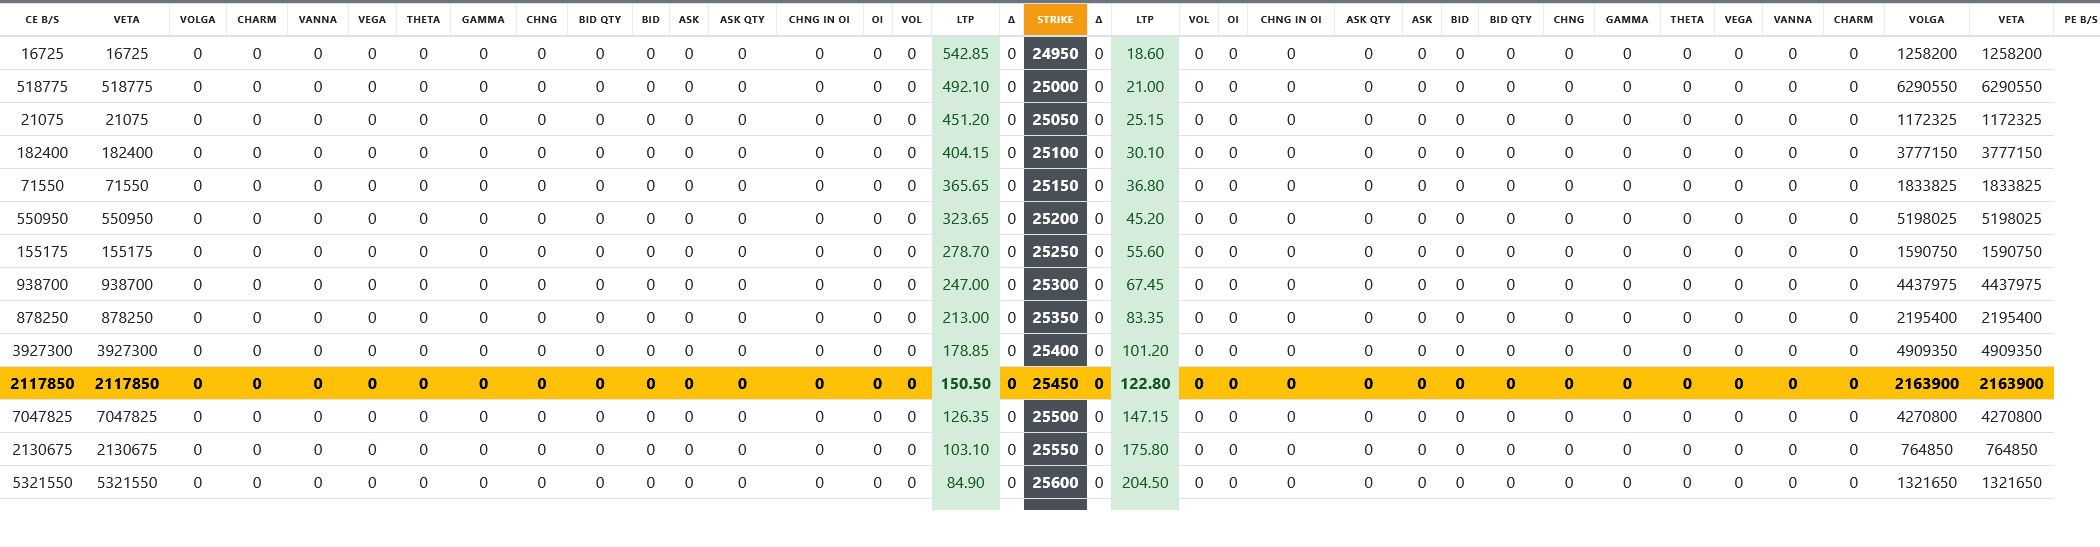 CE B/S VETA VOLGA CHARM VANNA VEGA THETA GAMMA CHNG BID QTY BID ASK ASK QTY CHNG IN OI OI VOL LTP Δ STRIKE Δ LTP VOL OI CHNG IN OI ASK QTY ASK BID BID QTY CHNG GAMMA THETA VEGA VANNA CHARM VOLGA VETA PE B/S
16725 16725 0 0 0 0 0 0 0 0 0 0 0 0 0 0 542.85 0 24950 0 18.60 0 0 0 0 0 0 0 0 0 0 0 0 0 1258200 1258200
518775 518775 0 0 0 0 0 0 0 0 0 0 0 0 0 0 492.10 0 25000 0 21.00 0 0 0 0 0 0 0 0 0 0 0 0 0 6290550 6290550
21075 21075 0 0 0 0 0 0 0 0 0 0 0 0 0 0 451.20 0 25050 0 25.15 0 0 0 0 0 0 0 0 0 0 0 0 0 1172325 1172325
182400 182400 0 0 0 0 0 0 0 0 0 0 0 0 0 0 404.15 0 25100 0 30.10 0 0 0 0 0 0 0 0 0 0 0 0 0 3777150 3777150
71550 71550 0 0 0 0 0 0 0 0 0 0 0 0 0 0 365.65 0 25150 0 36.80 0 0 0 0 0 0 0 0 0 0 0 0 0 1833825 1833825
550950 550950 0 0 0 0 0 0 0 0 0 0 0 0 0 0 323.65 0 25200 0 45.20 0 0 0 0 0 0 0 0 0 0 0 0 0 5198025 5198025
155175 155175 0 0 0 0 0 0 0 0 0 0 0 0 0 0 278.70 0 25250 0 55.60 0 0 0 0 0 0 0 0 0 0 0 0 0 1590750 1590750
938700 938700 0 0 0 0 0 0 0 0 0 0 0 0 0 0 247.00 0 25300 0 67.45 0 0 0 0 0 0 0 0 0 0 0 0 0 4437975 4437975
878250 878250 0 0 0 0 0 0 0 0 0 0 0 0 0 0 213.00 0 25350 0 83.35 0 0 0 0 0 0 0 0 0 0 0 0 0 2195400 2195400
3927300 3927300 0 0 0 0 0 0 0 0 0 0 0 0 0 0 178.85 0 25400 0 101.20 0 0 0 0 0 0 0 0 0 0 0 0 0 4909350 4909350
2117850 2117850 0 0 0 0 0 0 0 0 0 0 0 0 0 0 150.50 0 25450 0 122.80 0 0 0 0 0 0 0 0 0 0 0 0 0 2163900 2163900
7047825 7047825 0 0 0 0 0 0 0 0 0 0 0 0 0 0 126.35 0 25500 0 147.15 0 0 0 0 0 0 0 0 0 0 0 0 0 4270800 4270800
2130675 2130675 0 0 0 0 0 0 0 0 0 0 0 0 0 0 103.10 0 25550 0 175.80 0 0 0 0 0 0 0 0 0 0 0 0 0 764850 764850
5321550 5321550 0 0 0 0 0 0 0 0 0 0 0 0 0 0 84.90 0 25600 0 204.50 0 0 0 0 0 0 0 0 0 0 0 0 0 1321650 1321650